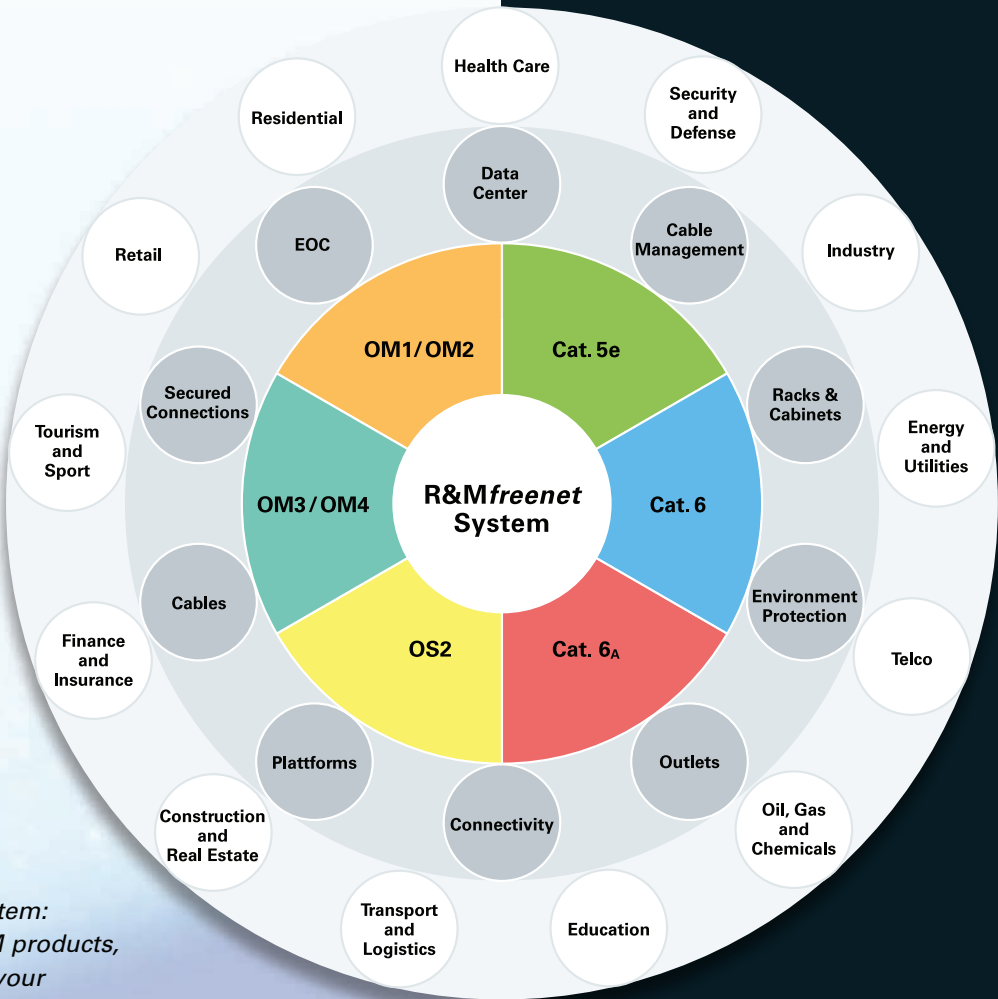 Health Care
Security
and
Defense
Residential
Data
Center
Cable
Management
EOC
Industry
Retail
OM1/OM2
Cat. 5e
Secured
Connections
Racks &
Cabinets
Tourism
and
Sport
Energy
and
Utilities
OM3/OM4
R&Mfreenet
System
Cat. 6
Cables
Environment
Protection
Finance
and
Insurance
OS2
Cat. 6A
Telco
Plattforms
Outlets
Construction
and
Real Estate
Connectivity
Oil, Gas
and
Chemicals
Transport
and
Logistics
Education
tem:
M products,
your